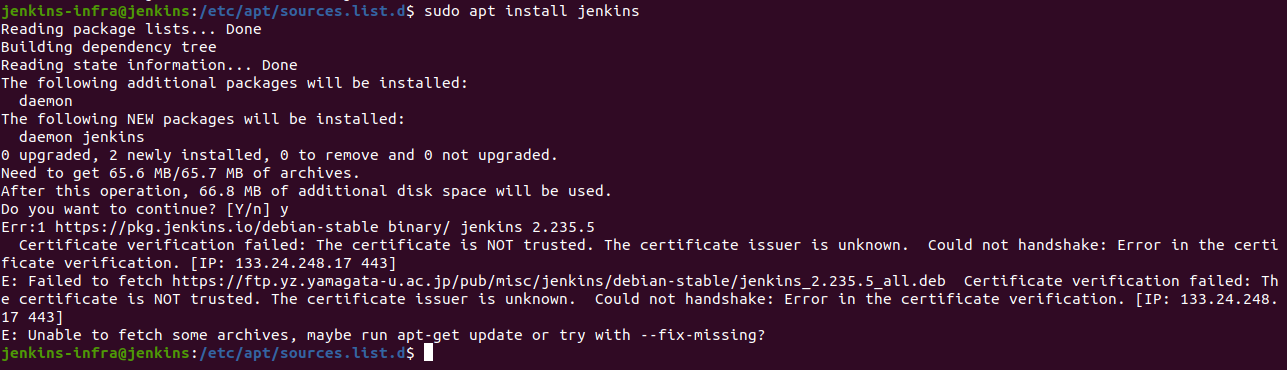 jenkins-infra@jenkins:/etc/apt/sources.list.d$ sudo apt install jenkins
Reading package lists... Done
Building dependency tree
Reading state information... Done
The following additional packages will be installed:
  daemon
The following NEW packages will be installed:
  daemon jenkins
0 upgraded, 2 newly installed, 0 to remove and 0 not upgraded.
Need to get 65.6 MB/65.7 MB of archives.
After this operation, 66.8 MB of additional disk space will be used.
Do you want to continue? [Y/n] y
Err:1 https://pkg.jenkins.io/debian-stable binary/ jenkins 2.235.5
  Certificate verification failed: The certificate is NOT trusted. The certificate issuer is unknown.  Could not handshake: Error in the certi
ficate verification. [IP: 133.24.248.17 443]
E: Failed to fetch https://ftp.yz.yamagata-u.ac.jp/pub/misc/jenkins/debian-stable/jenkins_2.235.5_all.deb  Certificate verification failed: Th
e certificate is NOT trusted. The certificate issuer is unknown.  Could not handshake: Error in the certificate verification. [IP: 133.24.248.
17 443]
E: Unable to fetch some archives, maybe run apt-get update or try with --fix-missing?
jenkins-infra@jenkins:/etc/apt/sources.list.d$